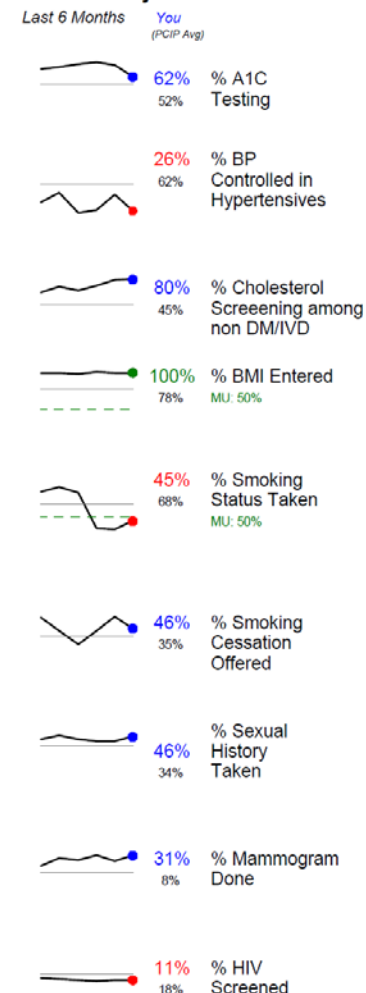 Last 6 Months You
(PCIP Avg)
62% % A1C
52% Testing
26% % BP
62% Controlled in
Hypertensives
80% % Cholesterol
45% Screeening among
non DM/IVD
100% % BMI Entered
78% MU: 50%
45% % Smoking
68% Status Taken
MU: 50%
46% % Smoking
35% Cessation
Offered
% Sexual
46% History
34% Taken
31% % Mammogram
8% Done
11% % HIV
18% Screened